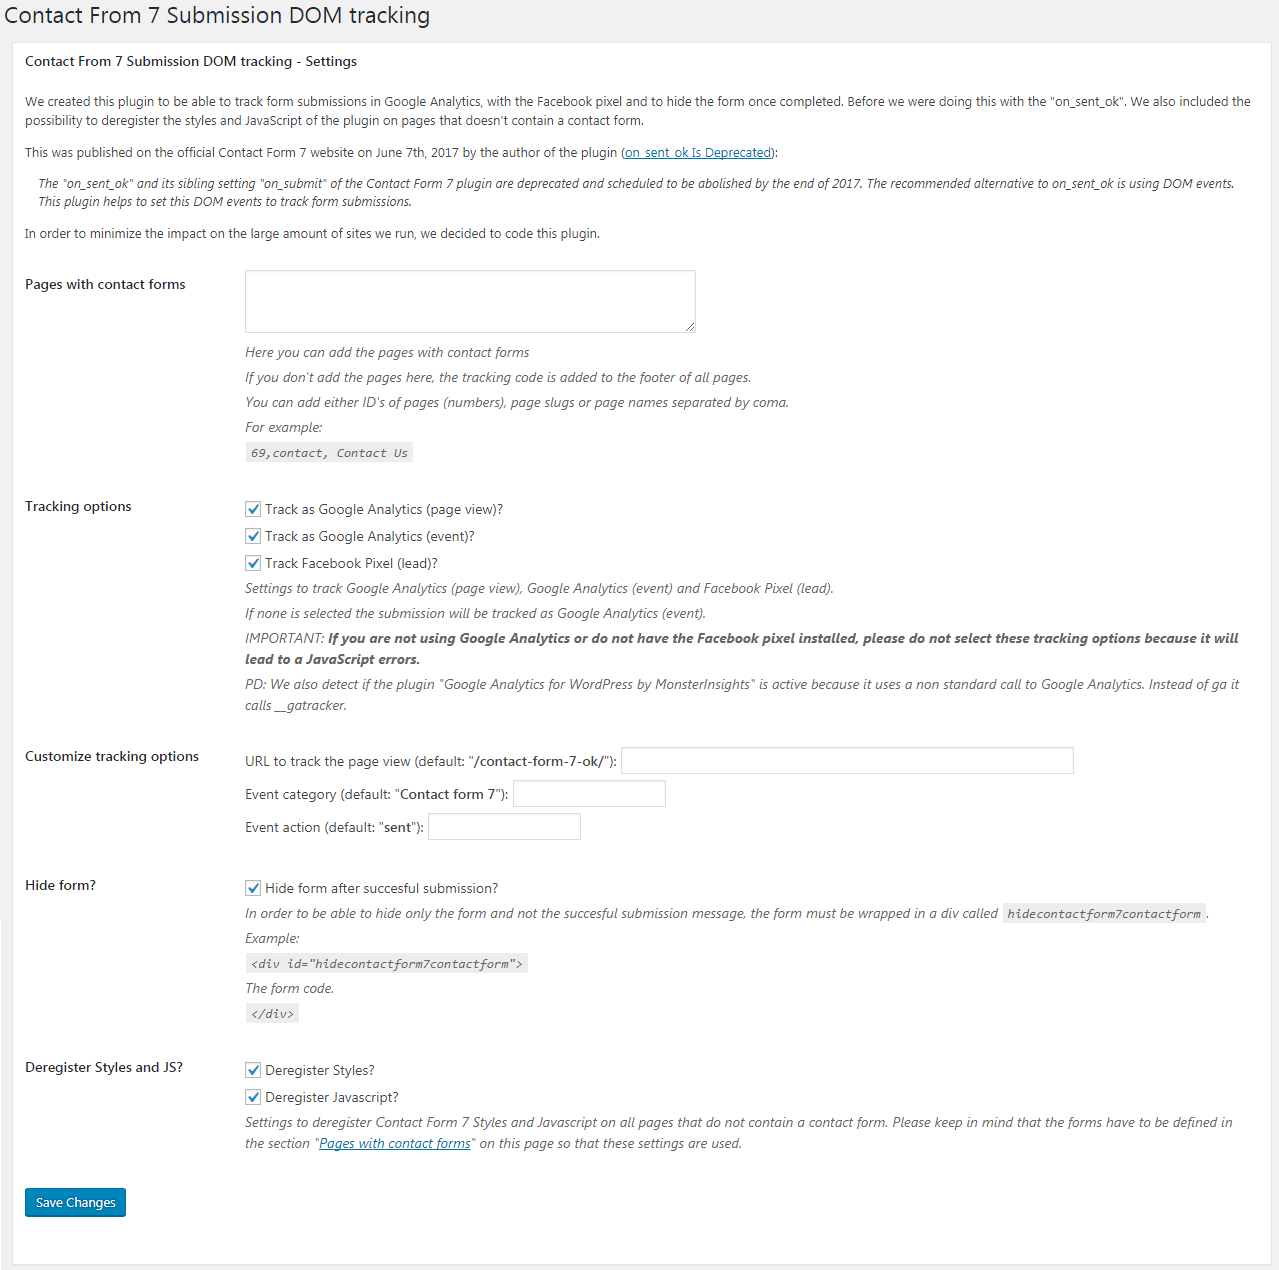 Contact From 7 Submission DOM tracking
Contact From 7 Submission DOM tracking - Settings
We created this plugin to be able to track form submissions in Google Analytics, with the Facebook pixel and to hide the form once completed. Before we were doing this with the "on_sent_ok". We also included the
possibility to deregister the styles and JavaScript of the plugin on pages that doesn't contain a contact form.
This was published on the official Contact Form 7 website on June 7th, 2017 by the author of the plugin (on_sent_ok Is Deprecated):
The "on_sent_ok" and its sibling setting "on_submit" of the Contact Form 7 plugin are deprecated and scheduled to be abolished by the end of 2017. The recommended alternative to on_sent_ok is using DOM events.
This plugin helps to set this DOM events to track form submissions.
In order to minimize the impact on the large amount of sites we run, we decided to code this plugin.
Pages with contact forms
Here you can add the pages with contact forms
If you don't add the pages here, the tracking code is added to the footer of all pages.
You can add either ID's of pages (numbers), page slugs or page names separated by coma.
For example:
69,contact, Contact Us
Tracking options
Track as Google Analytics (page view)?
Track as Google Analytics (event)?
Track Facebook Pixel (lead)?
Settings to track Google Analytics (page view), Google Analytics (event) and Facebook Pixel (lead).
If none is selected the submission will be tracked as Google Analytics (event).
IMPORTANT: If you are not using Google Analytics or do not have the Facebook pixel installed, please do not select these tracking options because it will
lead to a JavaScript errors.
PD: We also detect if the plugin "Google Analytics for WordPress by MonsterInsights" is active because it uses a non standard call to Google Analytics. Instead of ga it
calls __gatracker.
Customize tracking options
URL to track the page view (default: "/contact-form-7-ok/"):
Event category (default: "Contact form 7"):
Event action (default: "sent"):
Hide form?
Hide form after succesful submission?
In order to be able to hide only the form and not the succesful submission message, the form must be wrapped in a div called hidecontactform7contactform.
Example:
<div id="hidecontactform7contactform">
The form code.
</div>
Deregister Styles and JS?
Deregister Styles?
Deregister Javascript?
Settings to deregister Contact Form 7 Styles and Javascript on all pages that do not contain a contact form. Please keep in mind that the forms have to be defined in
the section "Pages with contact forms" on this page so that these settings are used.
Save Changes